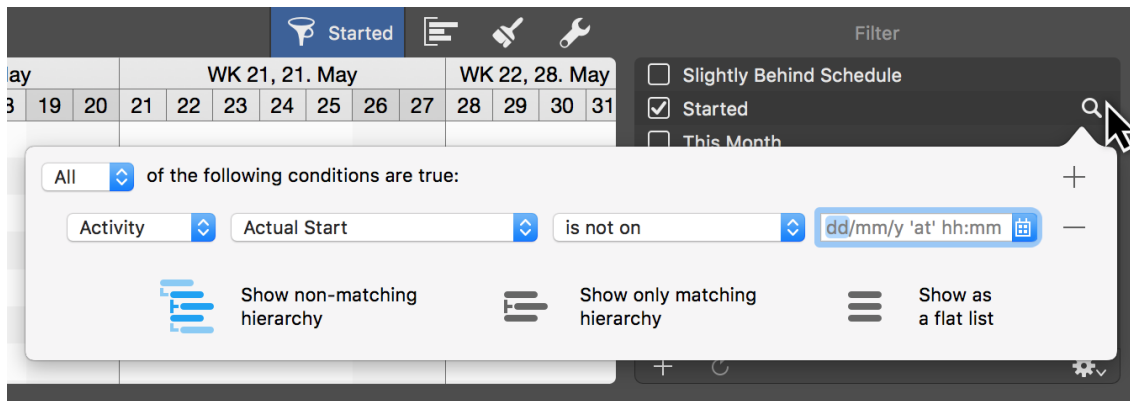 Started
Filter
WK 21, 21. May
WK 22, 28. May
19 20 21 22 23 24 25 26 27 28 29 30 31
Slightly Behind Schedule
Started
This Month
All of the following conditions are true:
Activity Actual Start is not on dd/mm/y 'at' hh:mm
Show non-matching
hierarchy
Show only matching
hierarchy
Show as
a flat list